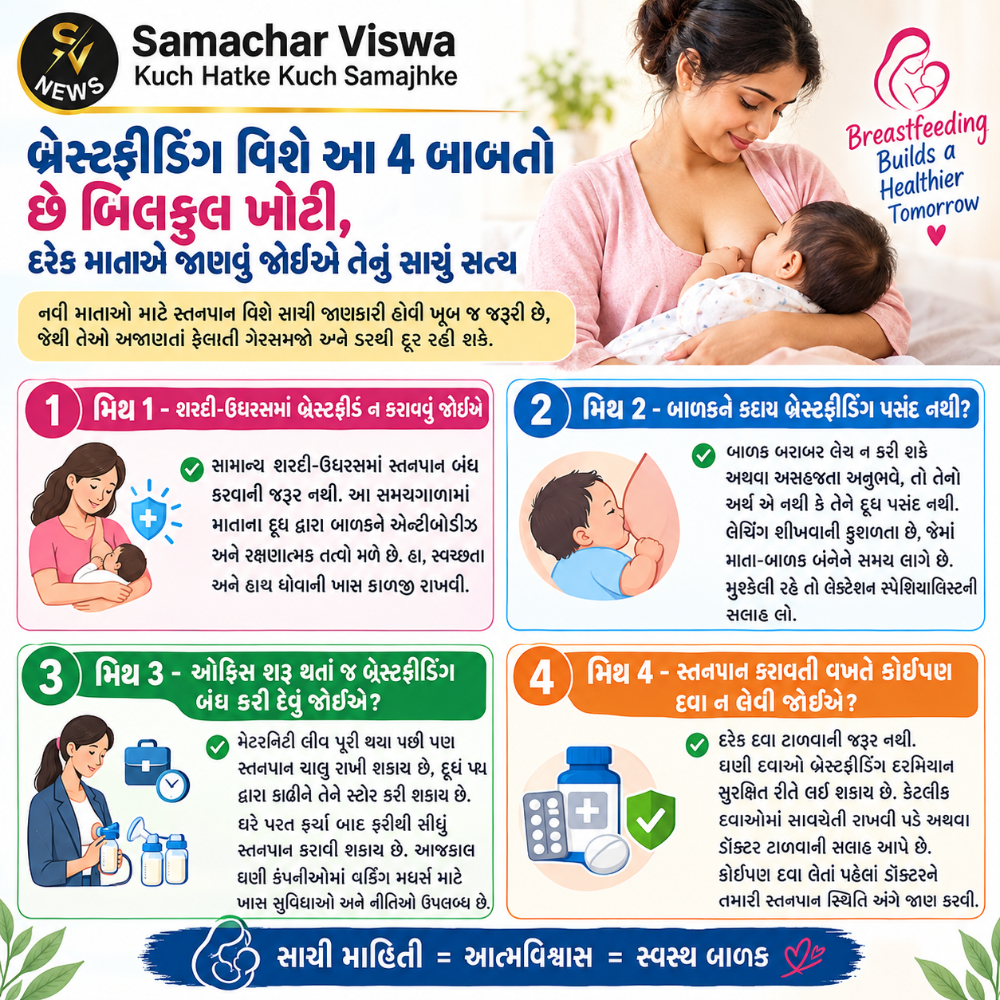 SV
NEWS
Samachar Viswa
Kuch Hatke Kuch Samajhke
Breastfeeding
Builds a
Healthier
Tomorrow
બ્રેસ્ટફીડિંગ વિશે આ 4 બાબતો
છે બિલકુલ ખોટી,
દરેક માતાએ જાણવું જોઈએ તેનું સાચું સત્ય
નવી માતાઓ માટે સ્તનપાન વિશે સાચી જાણકારી હોવી ખૂબ જ જરૂરી છે,
જેથી તેઓ અજાણતાં ફેલાતી ગેરસમજો અને ડરથી દૂર રહી શકે.
1 મિથ 1 - શરદી-ઉધરસમાં બ્રેસ્ટફીર્ડ ન કરાવવું જોઈએ
સામાન્ય શરદી-ઉધરસમાં સ્તનપાન બંધ
કરવાની જરૂર નથી. આ સમયગાળામાં
માતાના દૂધ દ્વારા બાળકને એન્ટીબોડીઝ
અને રક્ષણાત્મક તત્વો મળે છે. હા, સ્વચ્છતા
અને હાથ ધોવાની ખાસ કાળજી રાખવી.
2 મિથ 2 - બાળકને કદાચ બ્રેસ્ટફીડિંગ પસંદ નથી?
બાળક બરાબર લેચ ન કરી શકે
અથવા અસહજતા અનુભવે, તો તેનો
અર્થ એ નથી કે તેને દૂધ પસંદ નથી.
લેચિંગ શીખવાની કુશળતા છે, જેમાં
માતા-બાળક બંનેને સમય લાગે છે.
મુશ્કેલી રહે તો લેક્ટેશન સ્પેશિયાલિસ્ટની
સલાહ લો.
3 મિથ 3 - ઓફિસ શરૂ થતાં જ બ્રેસ્ટફીડિંગ
બંધ કરી દેવું જોઈએ?
મેટરનિટી લીવ પૂરી થયા પછી પણ
સ્તનપાન ચાલુ રાખી શકાય છે, દૂધં
દ્વારા કાઢીને તેને સ્ટોર કરી શકાય છે.
ઘરે પરત ફર્યા બાદ ફરીથી સીધું
સ્તનપાન કરાવી શકાય છે. આજકાલ
ઘણી કંપનીઓમાં વર્કિંગ મધર્સ માટે
ખાસ સુવિધાઓ અને નીતિઓ ઉપલબ્ધ છે.
4 મિથ 4 - સ્તનપાન કરાવતી વખતે કોઈપણ
દવા ન લેવી જોઈએ?
દરેક દવા ટાળવાની જરૂર નથી.
ઘણી દવાઓ બ્રેસ્ટફીડિંગ દરમિયાન
સુરક્ષિત રીતે લઈ શકાય છે. કેટલીક
દવાઓમાં સાવચેતી રાખવી પડે અથવા
ડૉક્ટર ટાળવાની સલાહ આપે છે.
કોઈપણ દવા લેતાં પહેલાં ડૉક્ટરને
તમારી સ્તનપાન સ્થિતિ અંગે જાણ કરવી.
સાચી માહિતી = આત્મવિશ્વાસ = સ્વસ્થ બાળક